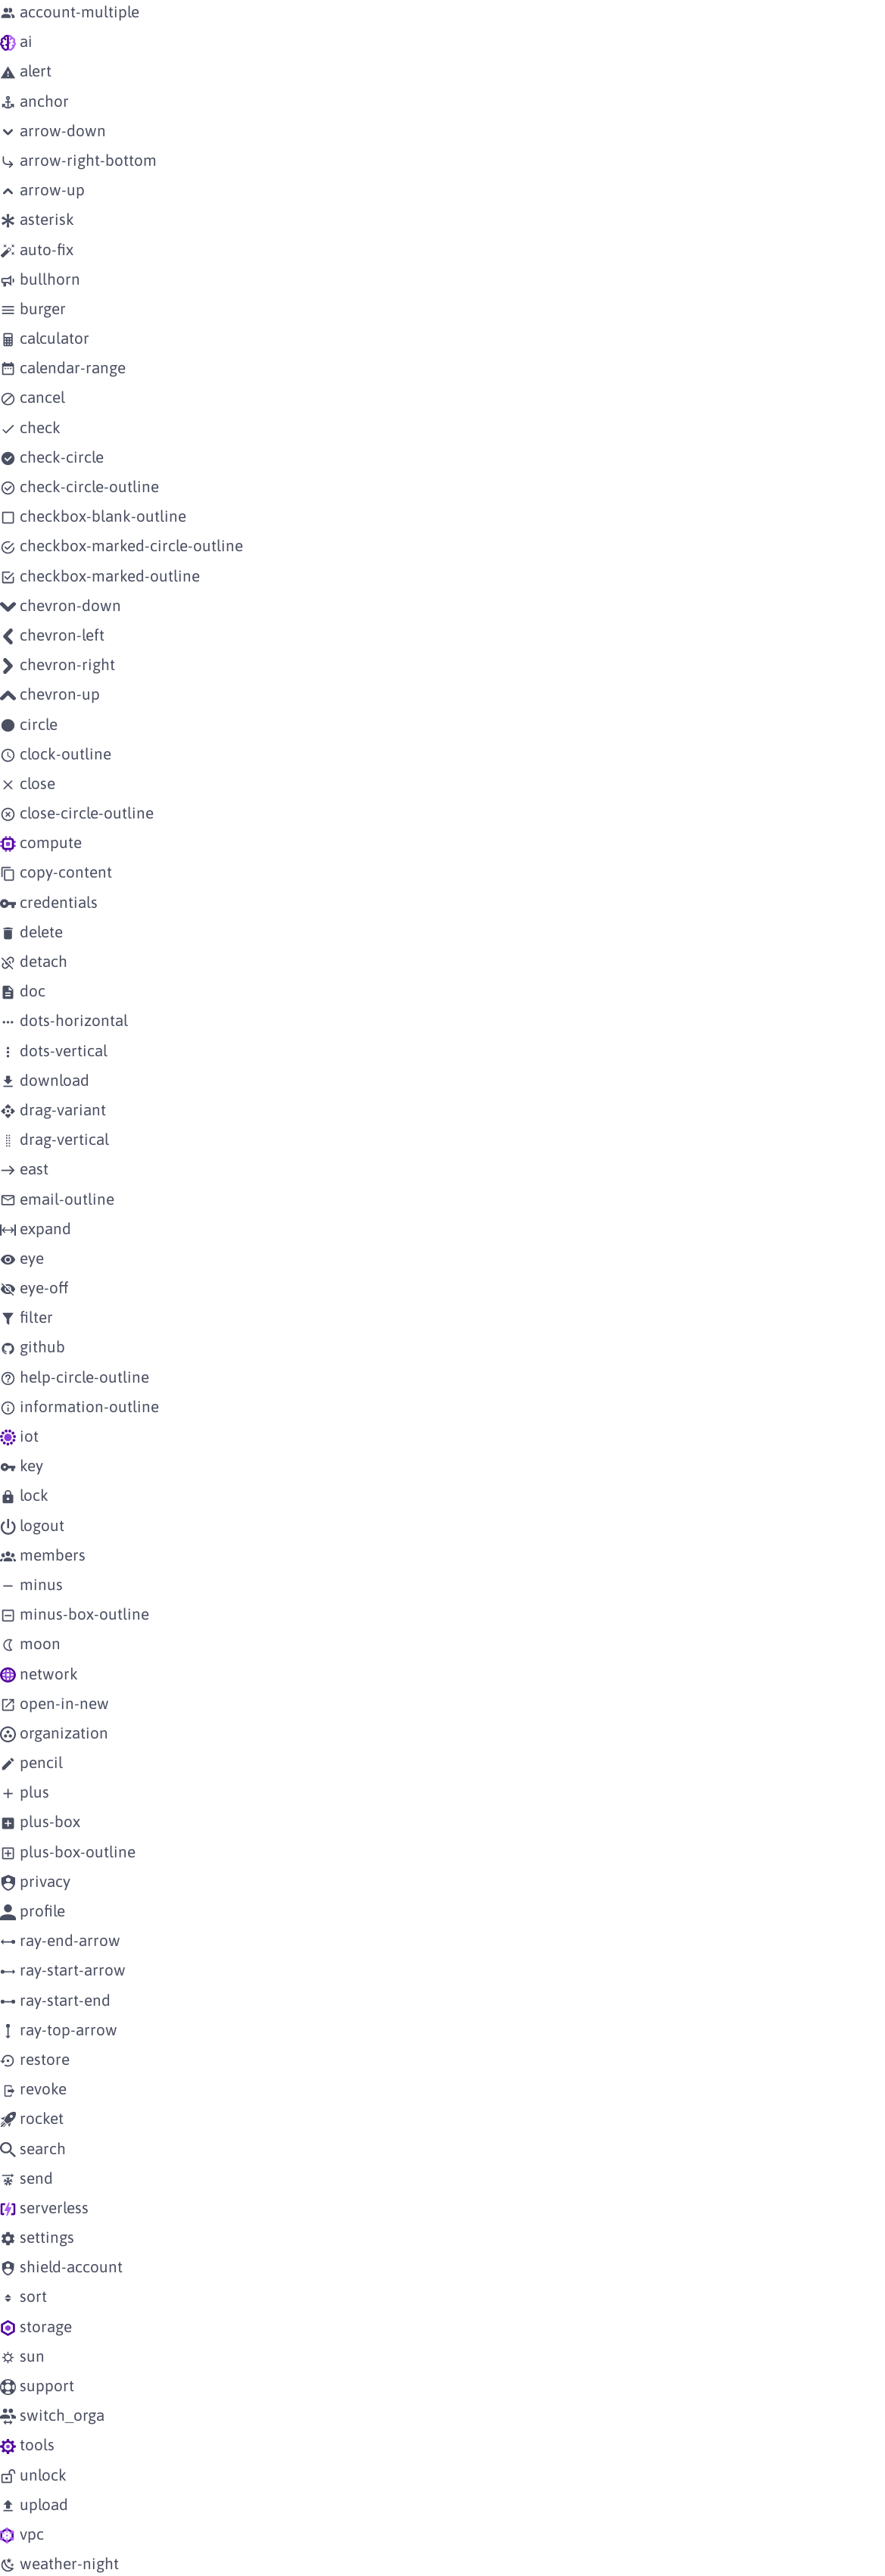 account-multiple
ai
alert
anchor
arrow-down
arrow-right-bottom
arrow-up
asterisk
auto-fix
bullhorn
burger
calculator
calendar-range
cancel
check
check-circle
check-circle-outline
checkbox-blank-outline
checkbox-marked-circle-outline
checkbox-marked-outline
chevron-down
chevron-left
chevron-right
chevron-up
circle
clock-outline
close
close-circle-outline
compute
copy-content
credentials
delete
detach
doc
dots-horizontal
dots-vertical
download
drag-variant
drag-vertical
east
email-outline
expand
eye
eye-off
filter
github
help-circle-outline
information-outline
iot
key
lock
logout
members
minus
minus-box-outline
moon
network
open-in-new
organization
pencil
plus
plus-box
plus-box-outline
privacy
profile
ray-end-arrow
ray-start-arrow
ray-start-end
ray-top-arrow
restore
revoke
rocket
search
send
serverless
settings
shield-account
sort
storage
sun
support
switch_orga
tools
unlock
upload
vpc
weather-night